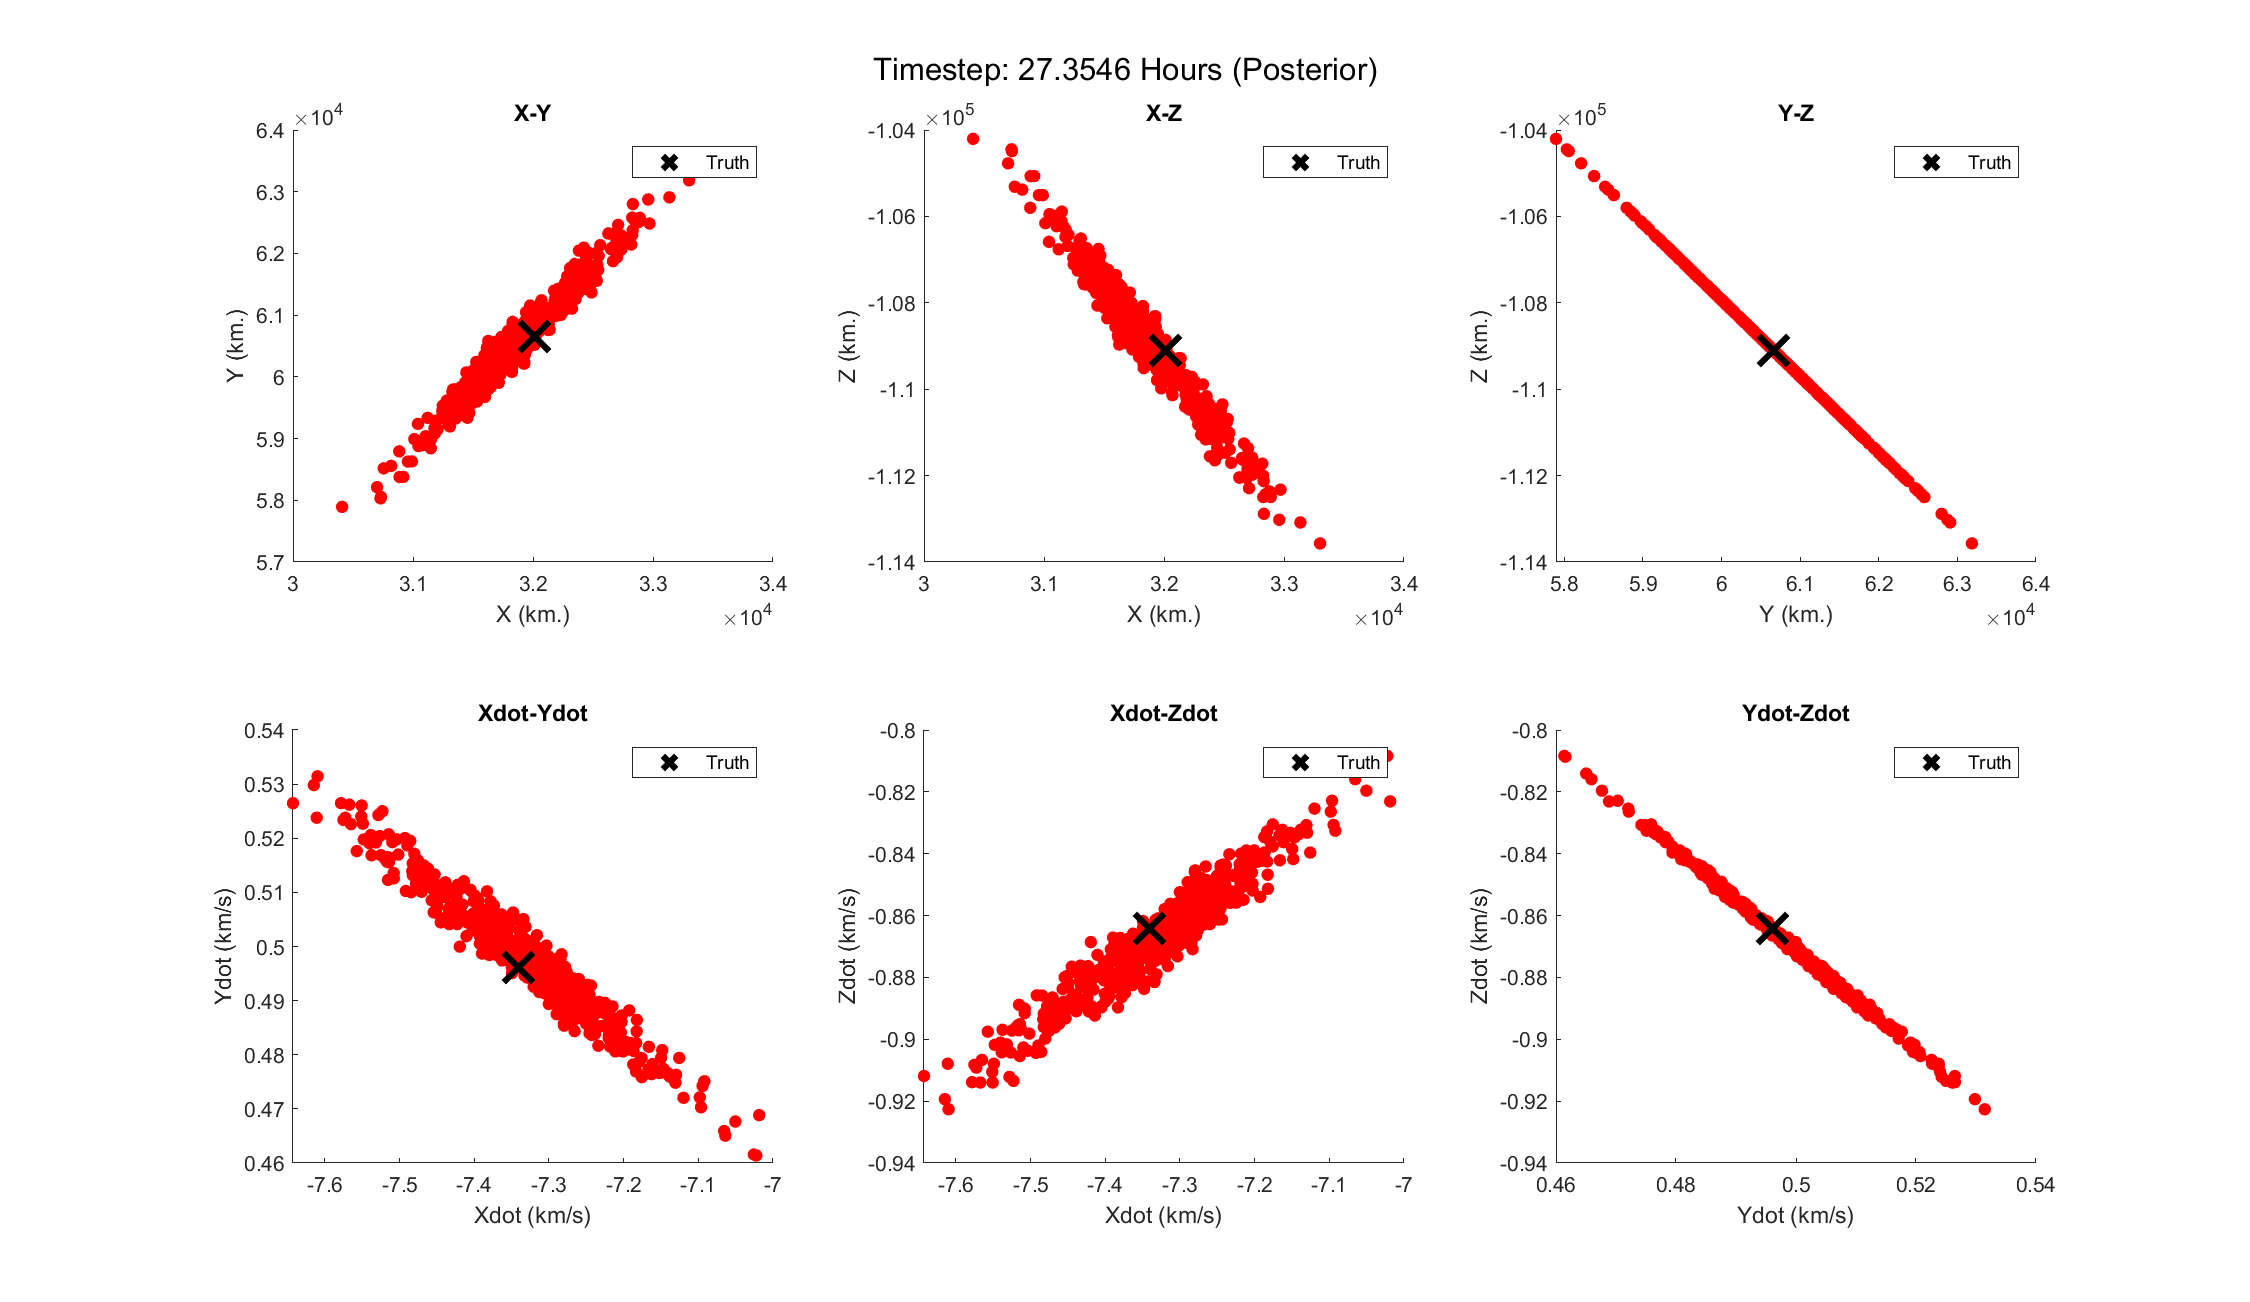 Timestep: 27.3546 Hours (Posterior)
X-Y
×10^4
6.4
6.3
6.2
6.1
6
5.9
5.8
5.7
Y (km.)
3 3.1 3.2 3.3 3.4
X (km.)
×10^4
Truth
X-Z
×10^5
-1.04
-1.06
-1.08
-1.1
-1.12
-1.14
Z (km.)
3 3.1 3.2 3.3 3.4
X (km.)
×10^4
Truth
Y-Z
×10^5
-1.04
-1.06
-1.08
-1.1
-1.12
-1.14
Z (km.)
5.8 5.9 6 6.1 6.2 6.3 6.4
Y (km.)
×10^4
Truth
Xdot-Ydot
0.54
0.53
0.52
0.51
0.5
0.49
0.48
0.47
0.46
Ydot (km/s)
-7.6 -7.5 -7.4 -7.3 -7.2 -7.1 -7
Xdot (km/s)
Truth
Xdot-Zdot
-0.8
-0.82
-0.84
-0.86
-0.88
-0.9
-0.92
-0.94
Zdot (km/s)
-7.6 -7.5 -7.4 -7.3 -7.2 -7.1 -7
Xdot (km/s)
Truth
Ydot-Zdot
-0.8
-0.82
-0.84
-0.86
-0.88
-0.9
-0.92
-0.94
Zdot (km/s)
0.46 0.48 0.5 0.52 0.54
Ydot (km/s)
Truth